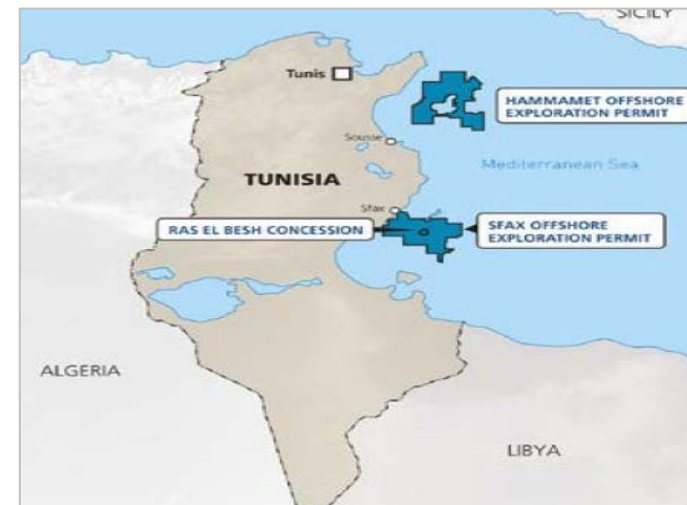 SICILY
Tunis
HAMMAMET OFFSHORE
EXPLORATION PERMIT
Sousse
Mediterranean Sea
TUNISIA
Sfax
RAS EL BESH CONCESSION
SFAX OFFSHORE
EXPLORATION PERMIT
ALGERIA
LIBYA